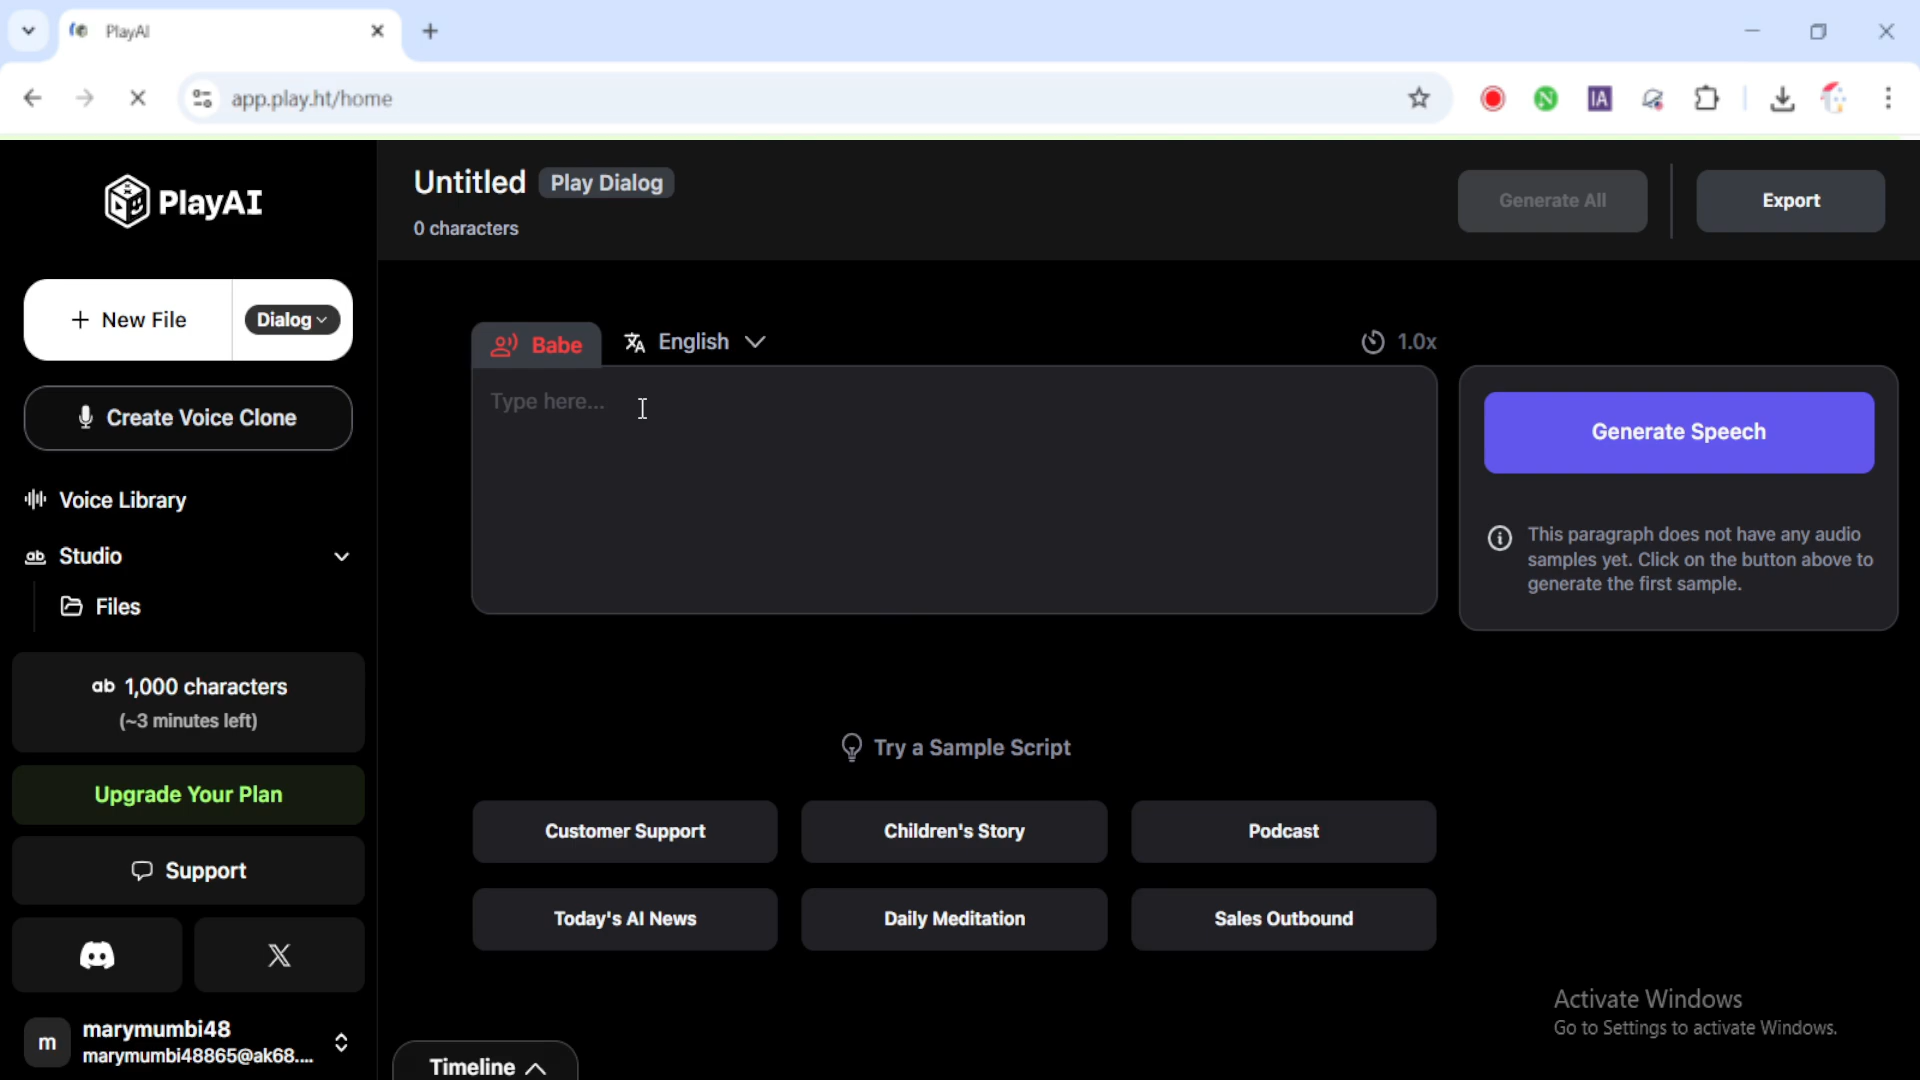 PlayAI
app.play.ht/home
N
IA
PlayAI
Untitled
Play Dialog
Generate All
Export
0 characters
+ New File
Dialog
Babe
English
1.0x
Type here...
Create Voice Clone
Generate Speech
Voice Library
This paragraph does not have any audio
samples yet. Click on the button above to
generate the first sample.
ab Studio
Files
ab 1,000 characters
(~3 minutes left)
Try a Sample Script
Upgrade Your Plan
Customer Support
Children's Story
Podcast
Support
Today's AI News
Daily Meditation
Sales Outbound
X
Activate Windows
Go to Settings to activate Windows.
m
marymumbi48
marymumbi48865@ak68....
Timeline